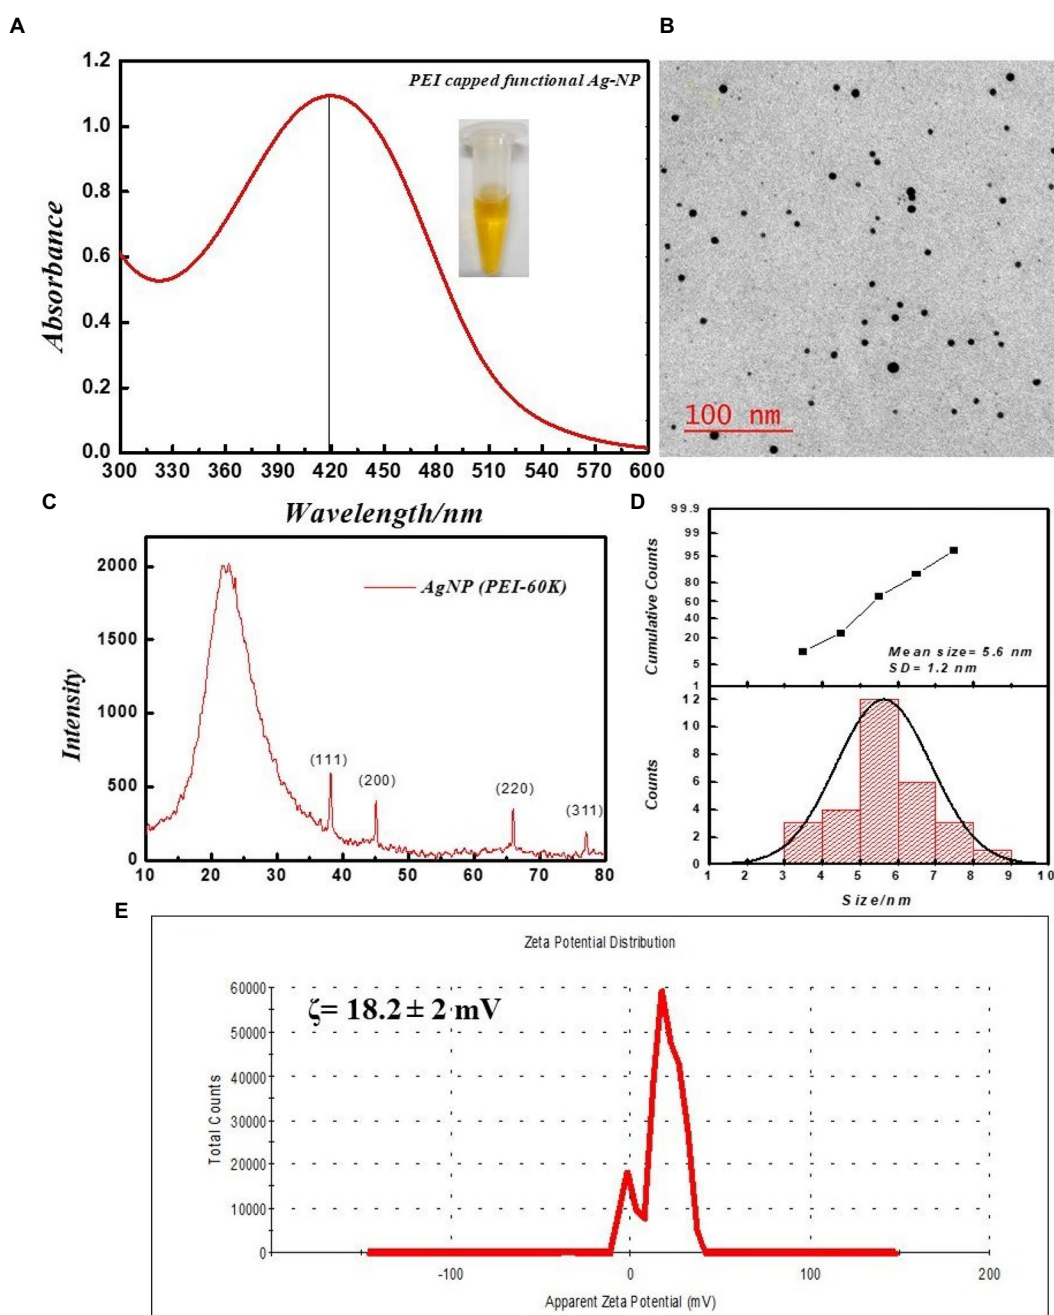 A
B
1.2
PEI capped functional Ag-NP
1.0
0.8
0.6
0.4
0.2
0.0
Absorbance
300 330 360 390 420 450 480 510 540 570 600
Wavelength/nm
100 nm
C
2000
1500
1000
500
0
Intensity
AgNP (PEI-60K)
(111)
(200)
(220)
(311)
10 20 30 40 50 60 70 80
D
99.9
99
95
80
60
40
20
5
1
Cumulative Counts
Mean size= 5.6 nm
SD= 1.2 nm
12
10
8
6
4
2
0
Counts
1 2 3 4 5 6 7 8 9 10
Size/nm
E
Zeta Potential Distribution
ζ= 18.2 ± 2 mV
60000
50000
40000
30000
20000
10000
0
Total Counts
-100 0 100 200
Apparent Zeta Potential (mV)